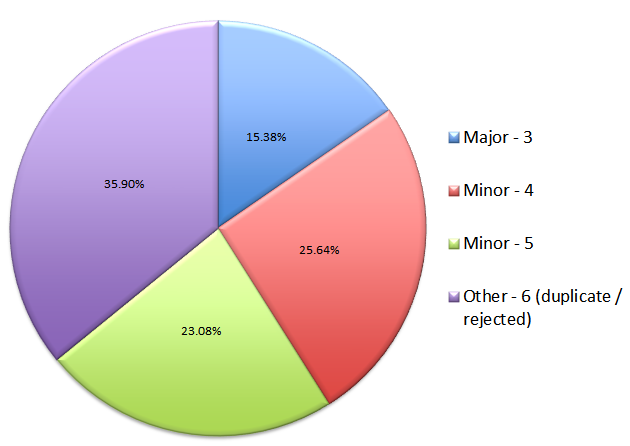 15.38%
25.64%
23.08%
35.90%
Major - 3
Minor - 4
Minor - 5
Other - 6 (duplicate /
rejected)